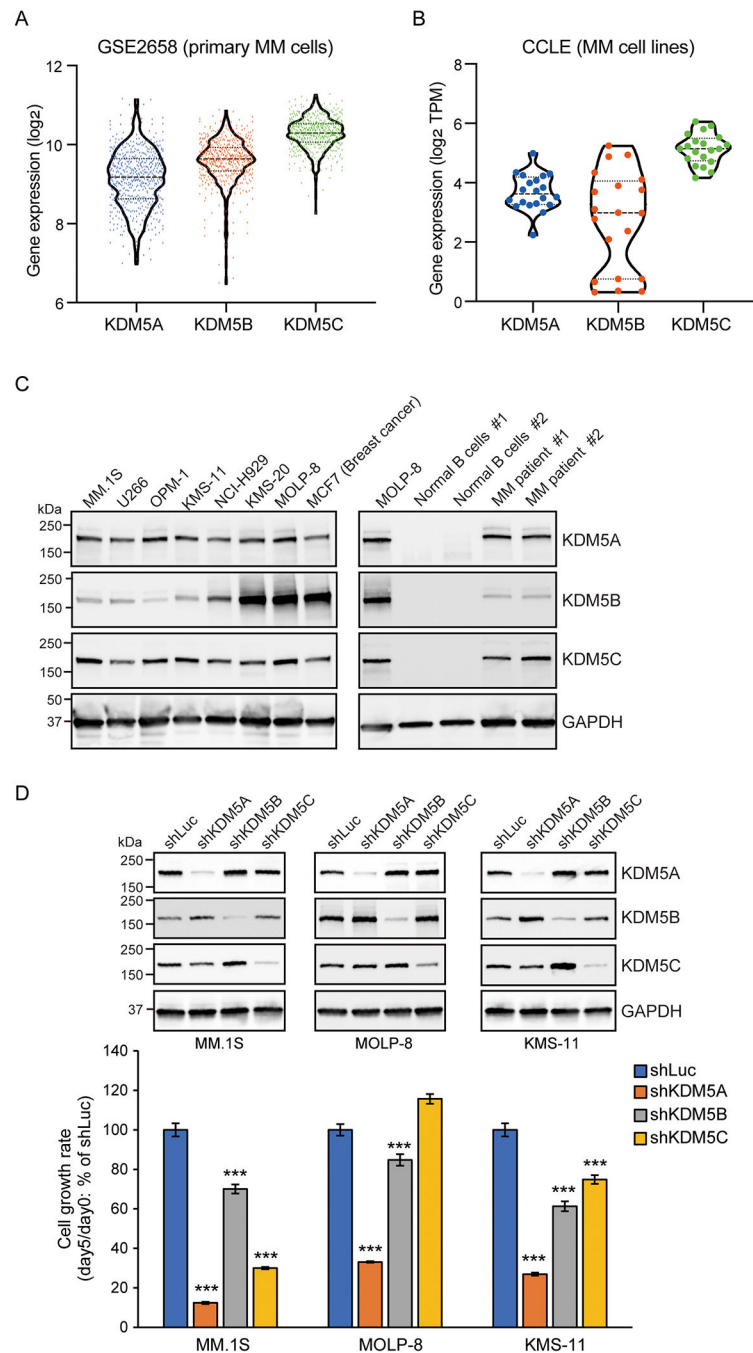 A
GSE2658 (primary MM cells)
Gene expression (log2)
12
10
8
6
KDM5A KDM5B KDM5C
B
CCLE (MM cell lines)
Gene expression (log2 TPM)
8
6
4
2
0
KDM5A KDM5B KDM5C
C
kDa
MM.1S
U266
OPM-1
KMS-11
NCI-H929
KMS-20
MOLP-8
MCF7 (Breast cancer)
MOLP-8
Normal B cells #1
Normal B cells #2
MM patient #1
MM patient #2
250
150
KDM5A
250
150
KDM5B
250
150
KDM5C
50
37
GAPDH
D
kDa
shLuc
shKDM5A
shKDM5B
shKDM5C
shLuc
shKDM5A
shKDM5B
shKDM5C
shLuc
shKDM5A
shKDM5B
shKDM5C
250
150
KDM5A
250
150
KDM5B
250
150
KDM5C
37
GAPDH
MM.1S MOLP-8 KMS-11
Cell growth rate
(day5/day0: % of shLuc)
140
120
100
80
60
40
20
0
***
***
***
***
***
***
***
***
MM.1S MOLP-8 KMS-11
shLuc
shKDM5A
shKDM5B
shKDM5C